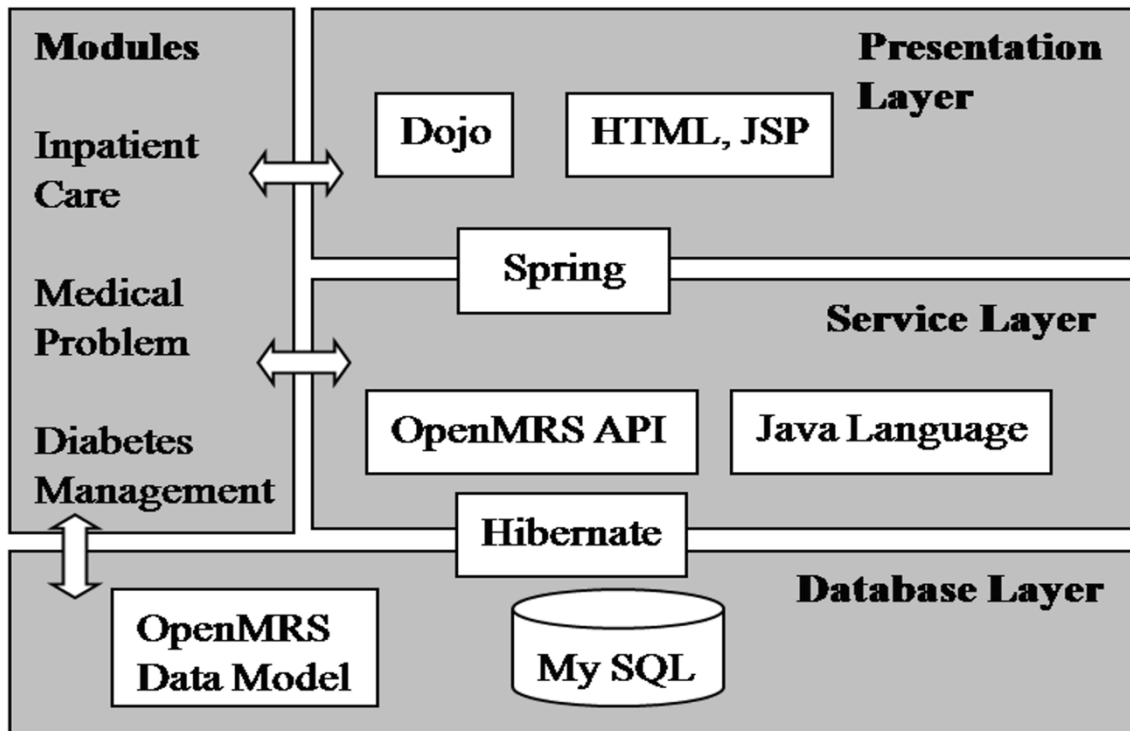 Modules
Inpatient
Care
Medical
Problem
Diabetes
Management
Presentation
Layer
Dojo
HTML, JSP
Spring
Service Layer
OpenMRS API
Java Language
Hibernate
Database Layer
OpenMRS
Data Model
My SQL